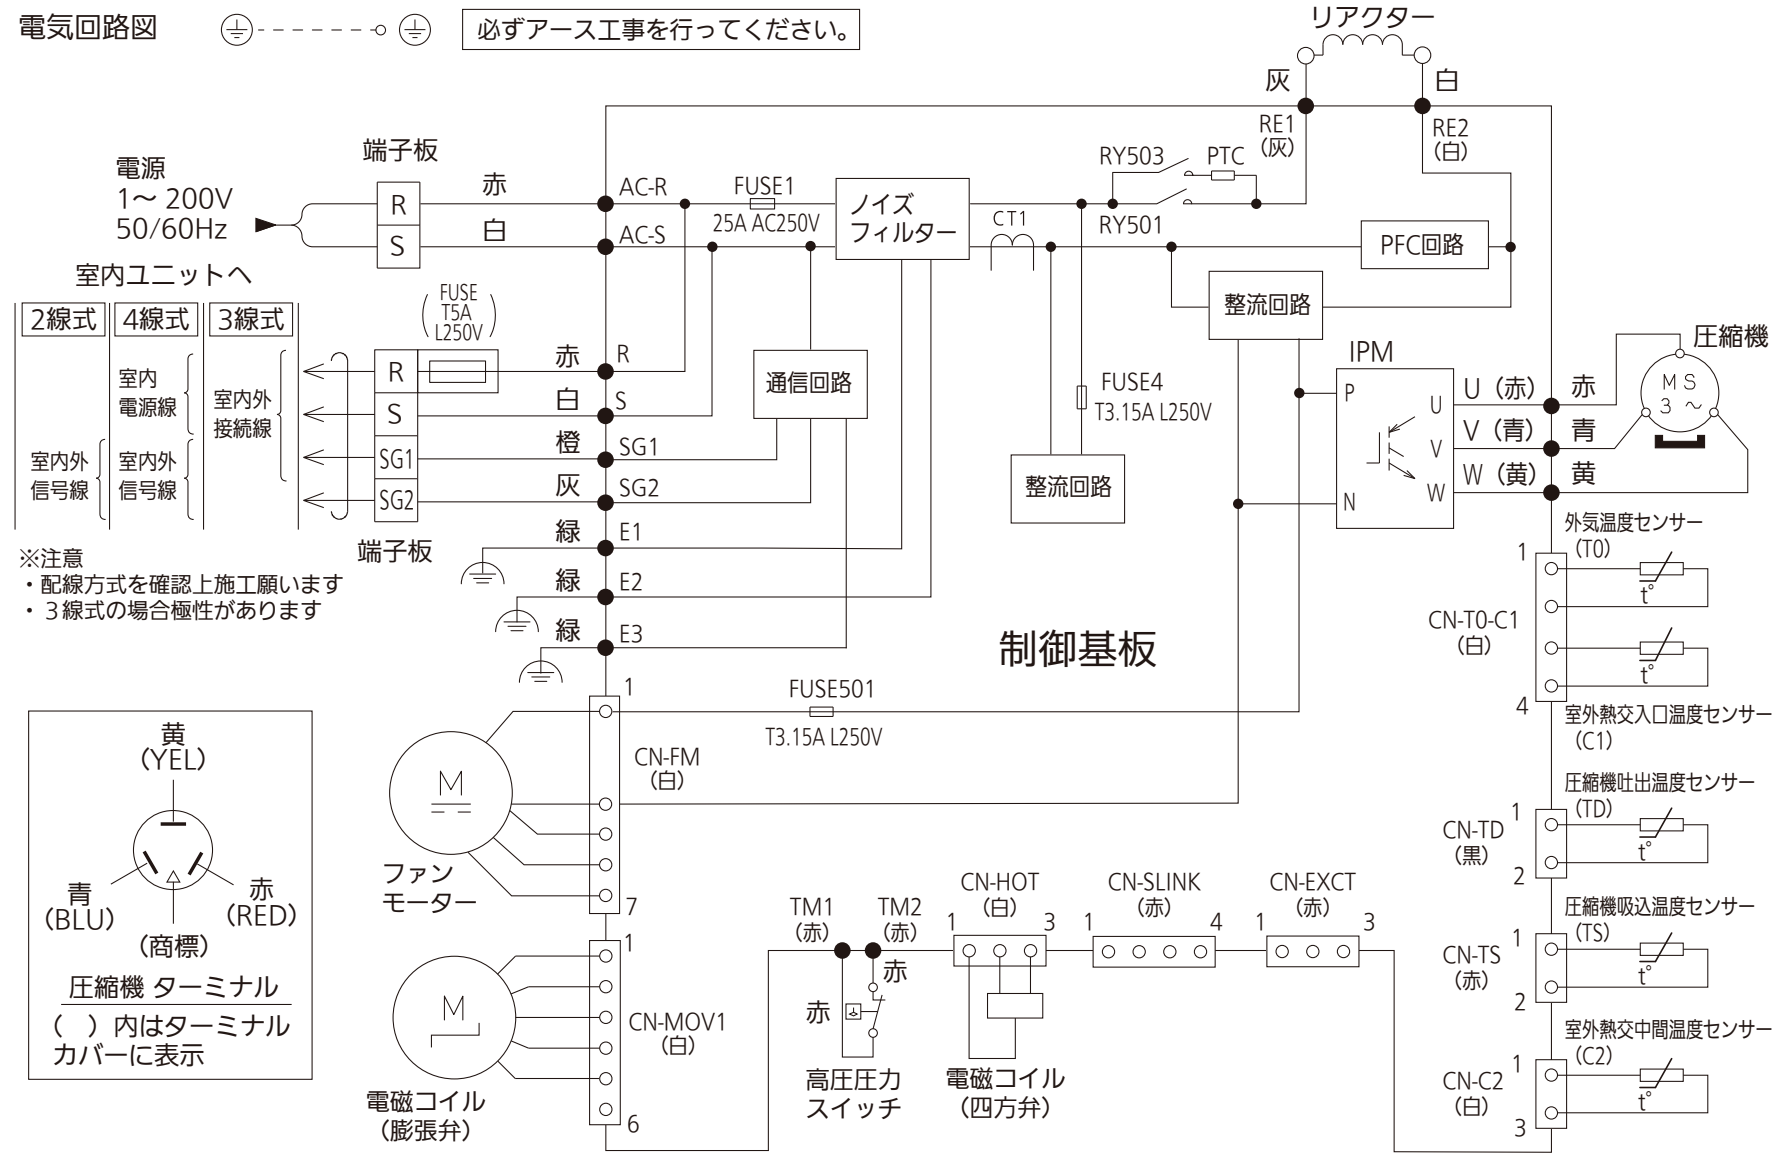 電気回路図
必ずアース工事を行ってください。
リアクター
灰
白
RE1
(灰)
RE2
(白)
端子板
電源
1～ 200V
50/60Hz
R
S
赤
白
AC-R
AC-S
FUSE1
25A AC250V
ノイズ
フィルター
CT1
RY503
PTC
RY501
PFC回路
整流回路
室内ユニットへ
2線式
4線式
3線式
室内
電源線
室内外
接続線
室内外
信号線
室内外
信号線
(FUSE
T5A
L250V)
R
S
SG1
SG2
端子板
赤
R
白
S
橙
SG1
灰
SG2
緑
E1
緑
E2
緑
E3
通信回路
FUSE4
T3.15A L250V
整流回路
IPM
P
N
U
V
W
U（赤）
V（青）
W（黄）
赤
青
黄
圧縮機
MS
3～
※注意
・配線方式を確認上施工願います
・３線式の場合極性があります
制御基板
外気温度センサー
(T0)
1
t°
CN-T0-C1
(白)
t°
4
室外熱交入口温度センサー
(C1)
圧縮機吐出温度センサー
(TD)
1
CN-TD
(黒)
t°
2
圧縮機吸込温度センサー
(TS)
1
CN-TS
(赤)
t°
2
室外熱交中間温度センサー
(C2)
1
CN-C2
(白)
t°
3
1
FUSE501
T3.15A L250V
CN-FM
(白)
7
M
ファン
モーター
1
CN-MOV1
(白)
6
M
電磁コイル
(膨張弁)
TM1
(赤)
TM2
(赤)
赤
赤
高圧圧力
スイッチ
CN-HOT
(白)
1
3
電磁コイル
(四方弁)
CN-SLINK
(赤)
1
4
CN-EXCT
(赤)
1
3
黄
(YEL)
青
(BLU)
赤
(RED)
(商標)
圧縮機 ターミナル
(　) 内はターミナル
カバーに表示